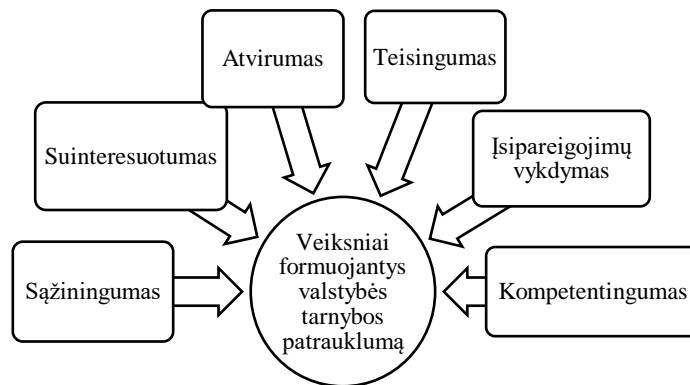 Atvirumas
Teisingumas
Suinteresuotumas
Įsipareigojimų
vykdymas
Sąžiningumas
Veiksniai
formuojantys
valstybės
tarnybos
patrauklumą
Kompetentingumas